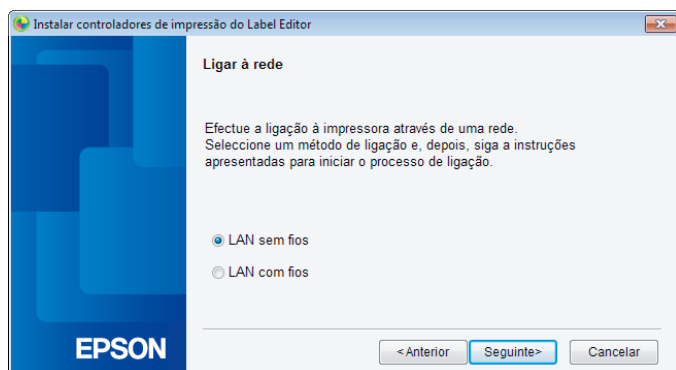 Instalar controladores de impressão do Label Editor
Ligar à rede
Efectue a ligação à impressora através de uma rede.
Seleccione um método de ligação e, depois, siga a instruções
apresentadas para iniciar o processo de ligação.
LAN sem fios
LAN com fios
EPSON
<Anterior
Seguinte>
Cancelar